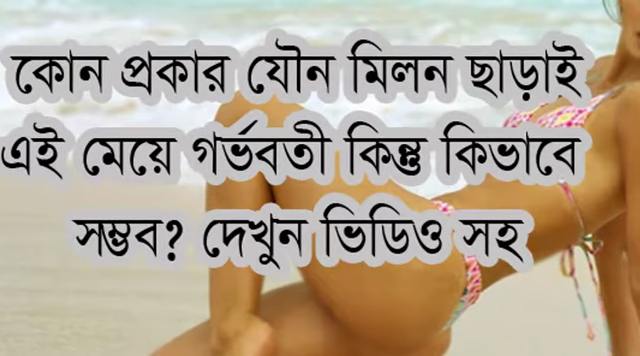 কোন প্রকার যৌন মিলন ছাড়াই
এই মেয়ে গর্ভবতী কিন্তু কিভাবে
সম্ভব? দেখুন ভিডিও সহ